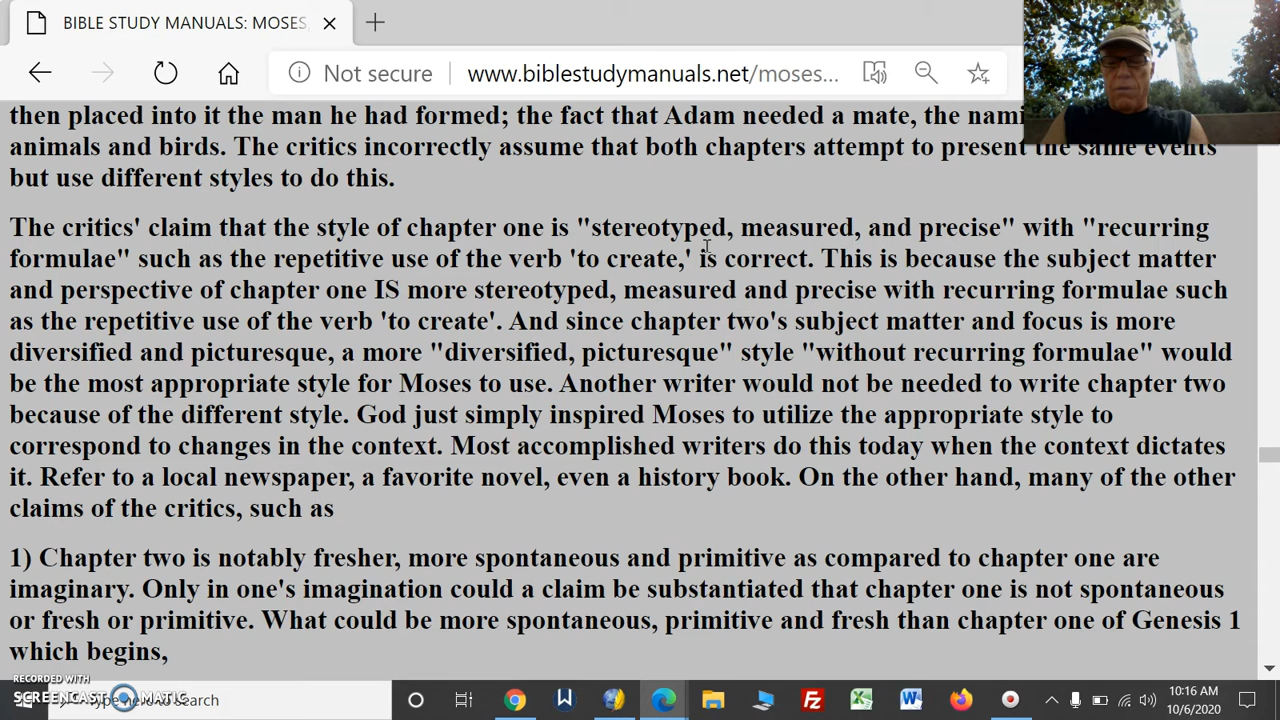 BIBLE STUDY MANUALS: MOSES,
Not secure
www.biblestudymanuals.net/moses...
then placed into it the man he had formed; the fact that Adam needed a mate, the nami
animals and birds. The critics incorrectly assume that both chapters attempt to present the same events
but use different styles to do this.
The critics' claim that the style of chapter one is "stereotyped, measured, and precise" with "recurring
formulae" such as the repetitive use of the verb 'to create,' is correct. This is because the subject matter
and perspective of chapter one IS more stereotyped, measured and precise with recurring formulae such
as the repetitive use of the verb 'to create'. And since chapter two's subject matter and focus is more
diversified and picturesque, a more "diversified, picturesque" style "without recurring formulae" would
be the most appropriate style for Moses to use. Another writer would not be needed to write chapter two
because of the different style. God just simply inspired Moses to utilize the appropriate style to
correspond to changes in the context. Most accomplished writers do this today when the context dictates
it. Refer to a local newspaper, a favorite novel, even a history book. On the other hand, many of the other
claims of the critics, such as
1) Chapter two is notably fresher, more spontaneous and primitive as compared to chapter one are
imaginary. Only in one's imagination could a claim be substantiated that chapter one is not spontaneous
or fresh or primitive. What could be more spontaneous, primitive and fresh than chapter one of Genesis 1
which begins,
RECORDED WITH
SCREENCAST MATIC
Type here to search
10:16 AM
10/6/2020